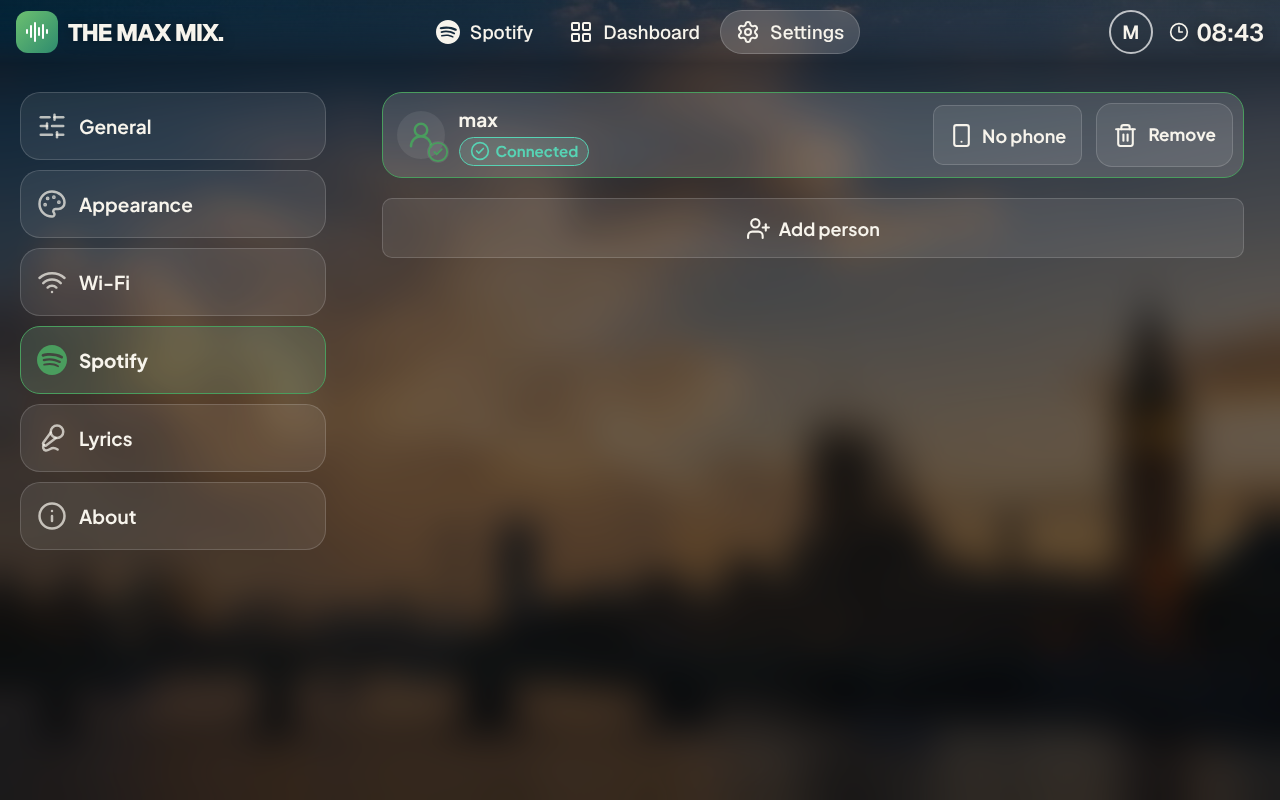 THE MAX MIX.
Spotify
Dashboard
Settings
M
08:43
General
Appearance
Wi-Fi
Spotify
Lyrics
About
max
Connected
No phone
Remove
Add person